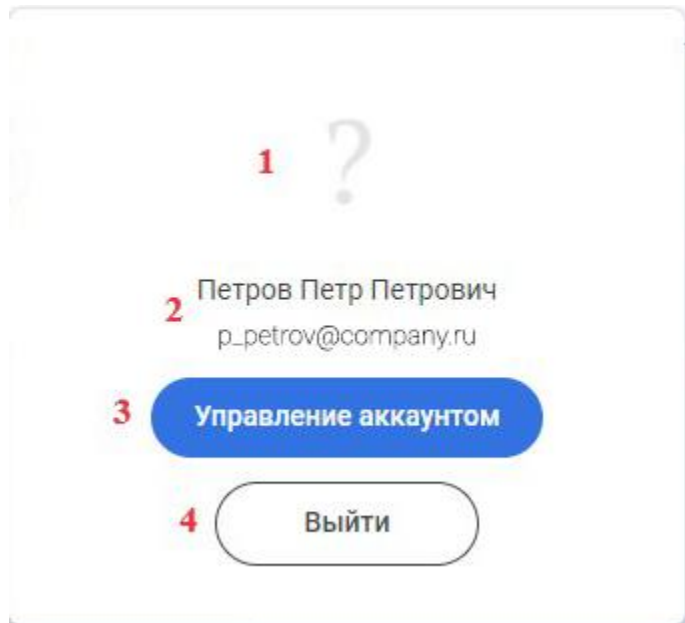 ?
1
Петров Петр Петрович
2
p_petrov@company.ru
3 Управление аккаунтом
4 Выйти